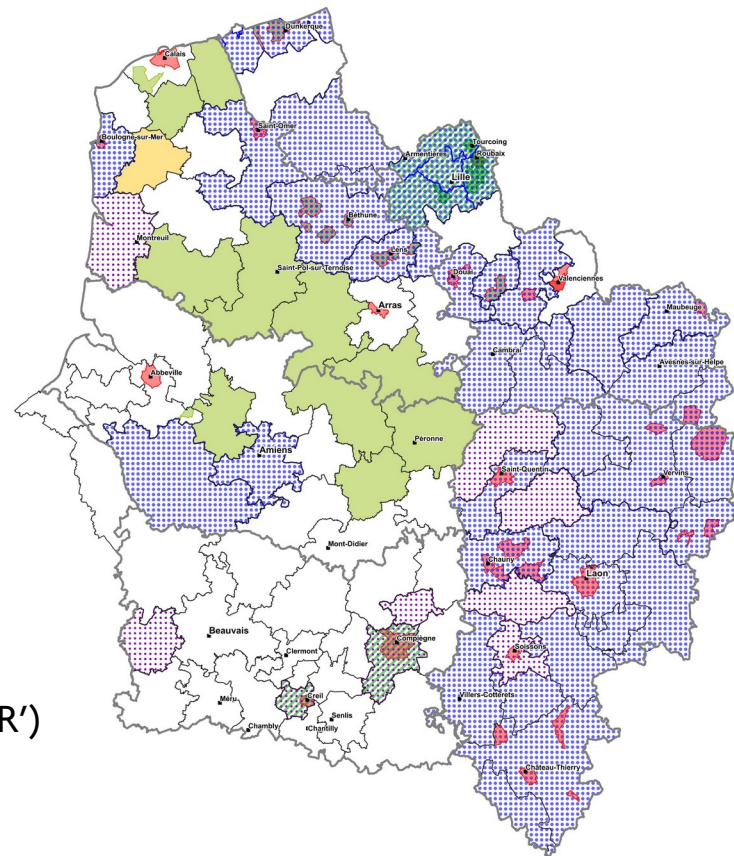 Dunkerque
Calais
Saint-Omer
Boulogne-sur-Mer
Tourcoing
Armentières
Roubaix
Lille
Béthune
Montreuil
Lens
Saint-Pol sur Ternoise
Douai
Valenciennes
Arras
Maubeuge
Cambrai
Avesnes-sur-Helpe
Abbeville
Péronne
Amiens
Saint-Quentin
Vervins
Mont-Didier
Chauny
Laon
Beauvais
Compiègne
Clermont
Soissons
Villers-Cotterets
Méru
Creil
Senlis
R')
Chambly
Chantilly
Château-Thierry